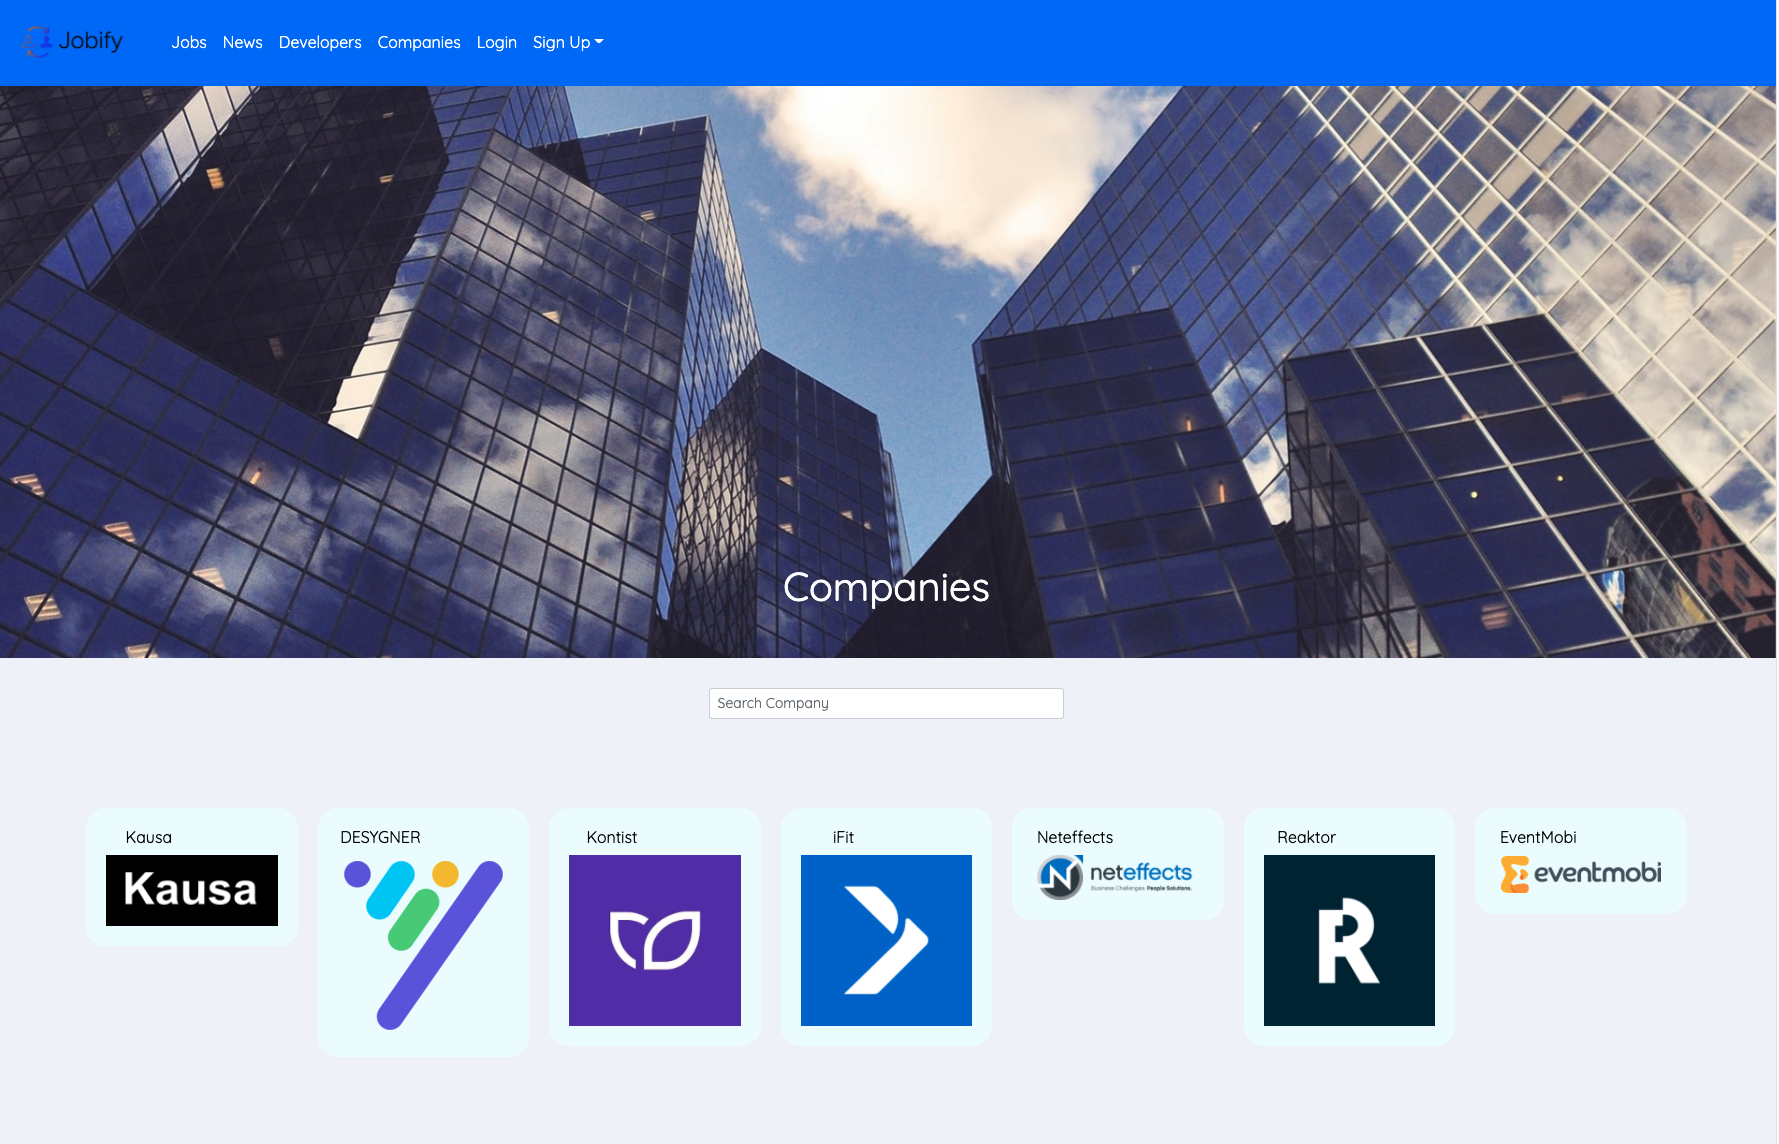 Jobify
Jobs News Developers Companies Login Sign Up
Companies
Search Company
Kausa
DESYGNER
Kontist
iFit
Neteffects
Reaktor
EventMobi
Kausa
neteffects
Business Challenges. People Solutions.
R
eventmobi